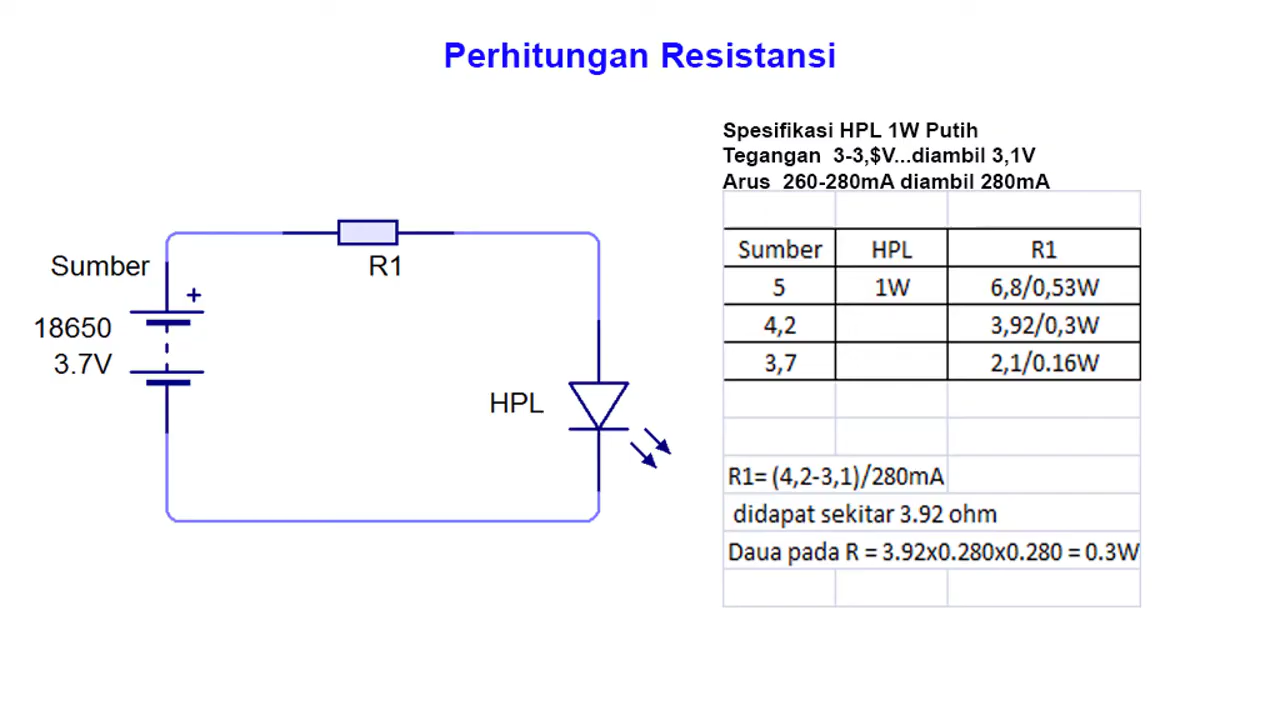 Perhitungan Resistansi
Spesifikasi HPL 1W Putih
Tegangan 3-3,$V...diambil 3,1V
Arus 260-280mA diambil 280mA
Sumber
+
18650
3.7V
R1
HPL
Sumber HPL R1
5 1W 6,8/0,53W
4,2 3,92/0,3W
3,7 2,1/0.16W
R1= (4,2-3,1)/280mA
didapat sekitar 3.92 ohm
Daua pada R = 3.92x0.280x0.280 = 0.3W